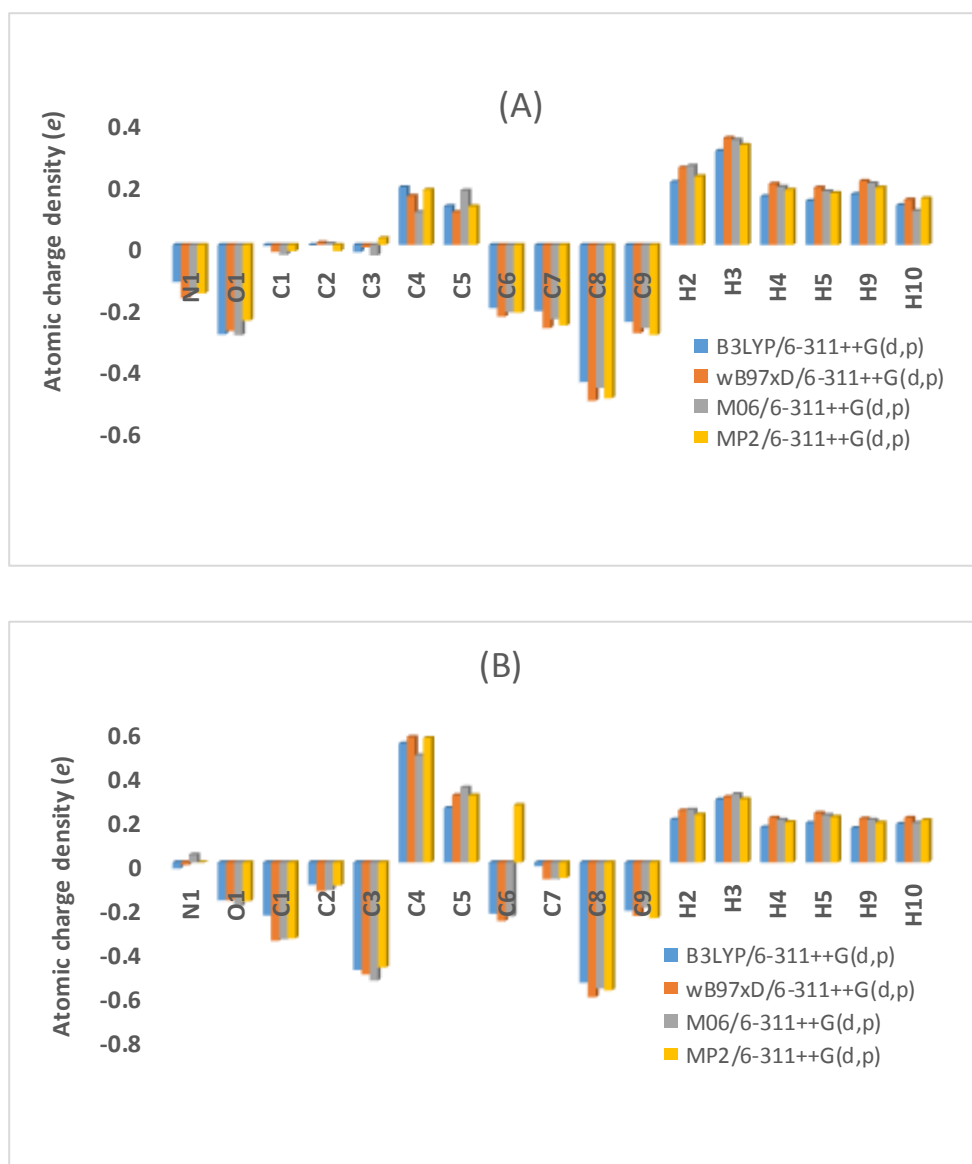 (A)
Atomic charge density (e)
0.4
0.2
0
-0.2
-0.4
-0.6
N1 O1 C1 C2 C3 C4 C5 C6 C7 C8 C9 H2 H3 H4 H5 H9 H10
B3LYP/6-311++G(d,p)
wB97xD/6-311++G(d,p)
M06/6-311++G(d,p)
MP2/6-311++G(d,p)
(B)
Atomic charge density (e)
0.6
0.4
0.2
0
-0.2
-0.4
-0.6
-0.8
N1 O1 C1 C2 C3 C4 C5 C6 C7 C8 C9 H2 H3 H4 H5 H9 H10
B3LYP/6-311++G(d,p)
wB97xD/6-311++G(d,p)
M06/6-311++G(d,p)
MP2/6-311++G(d,p)